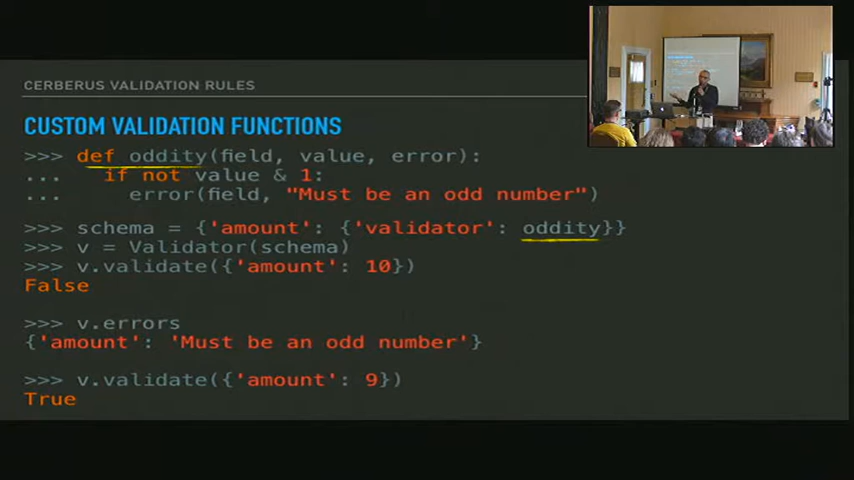 CERBERUS VALIDATION RULES
CUSTOM VALIDATION FUNCTIONS
>>> def oddity(field, value, error):
... if not value & 1:
... error(field, "Must be an odd number")
>>> schema = {'amount': {'validator': oddity}}
>>> v = Validator(schema)
>>> v.validate({'amount': 10})
False
>>> v.errors
{'amount': 'Must be an odd number'}
>>> v.validate({'amount': 9})
True